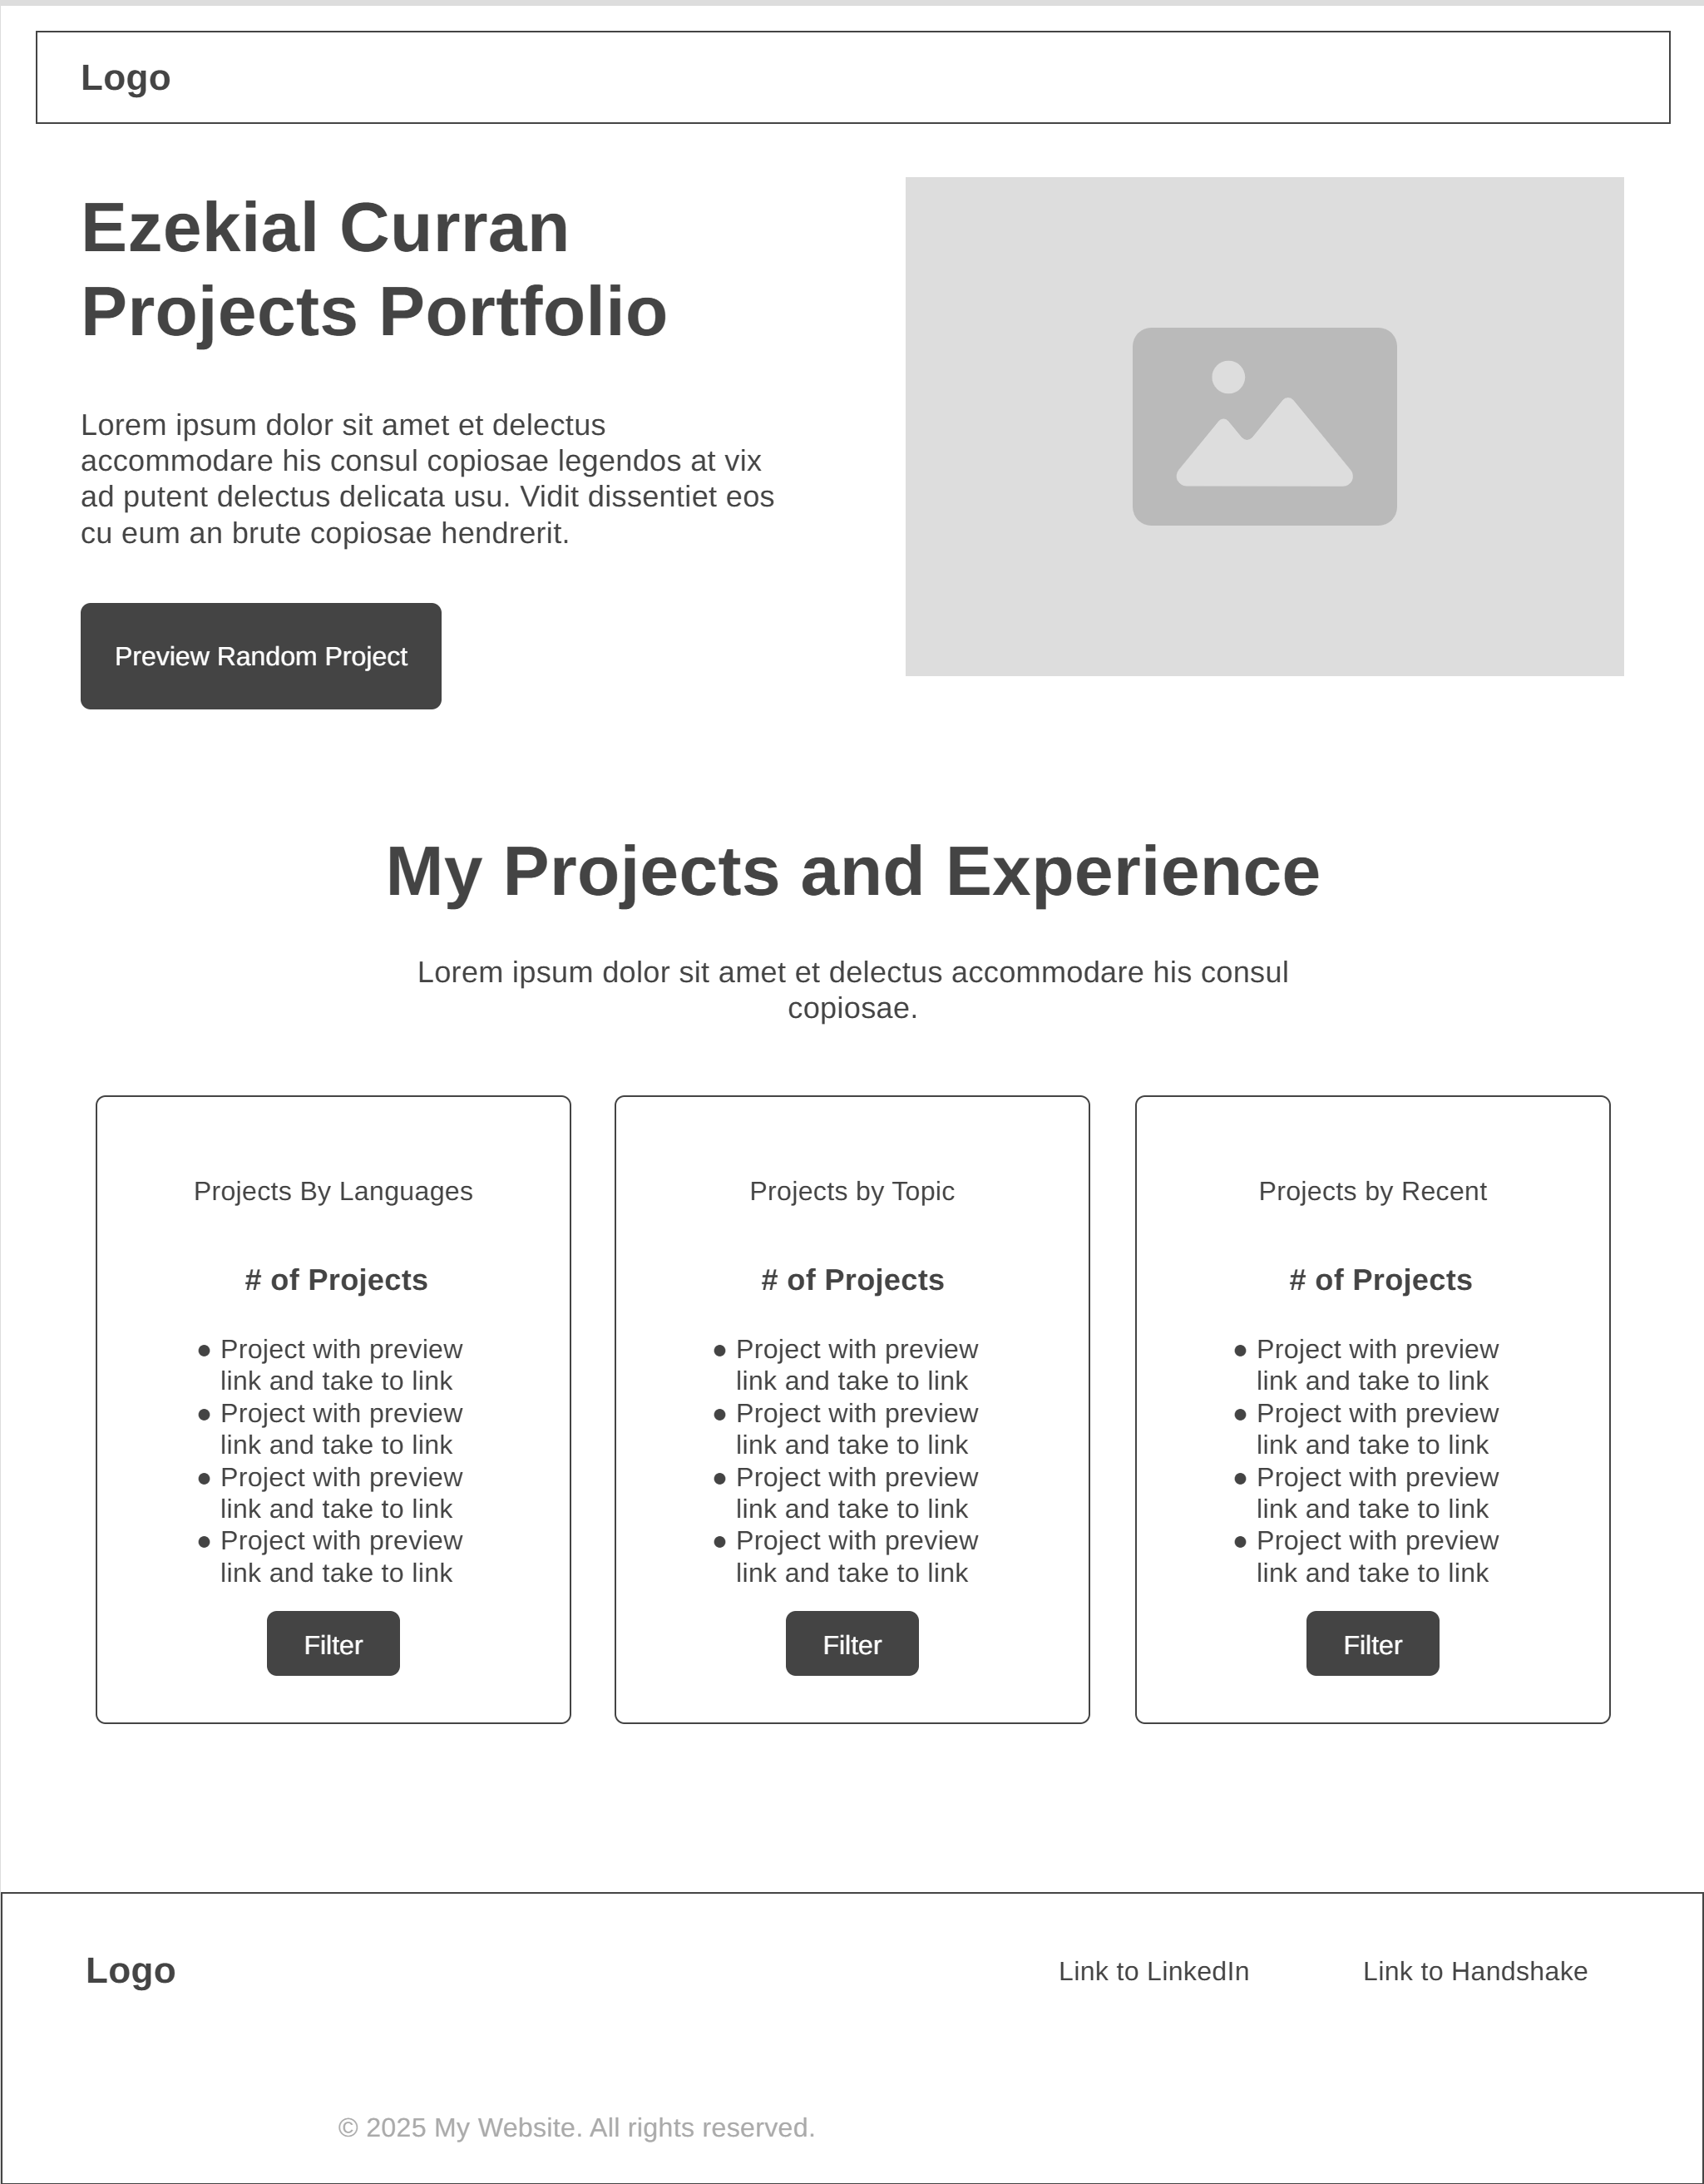 Logo
Ezekial Curran
Projects Portfolio
Lorem ipsum dolor sit amet et delectus
accommodare his consul copiosae legendos at vix
ad putent delectus delicata usu. Vidit dissentiet eos
cu eum an brute copiosae hendrerit.
Preview Random Project
My Projects and Experience
Lorem ipsum dolor sit amet et delectus accommodare his consul
copiosae.
Projects By Languages
# of Projects
● Project with preview
link and take to link
● Project with preview
link and take to link
● Project with preview
link and take to link
● Project with preview
link and take to link
Filter
Projects by Topic
# of Projects
● Project with preview
link and take to link
● Project with preview
link and take to link
● Project with preview
link and take to link
● Project with preview
link and take to link
Filter
Projects by Recent
# of Projects
● Project with preview
link and take to link
● Project with preview
link and take to link
● Project with preview
link and take to link
● Project with preview
link and take to link
Filter
Logo
Link to LinkedIn
Link to Handshake
© 2025 My Website. All rights reserved.